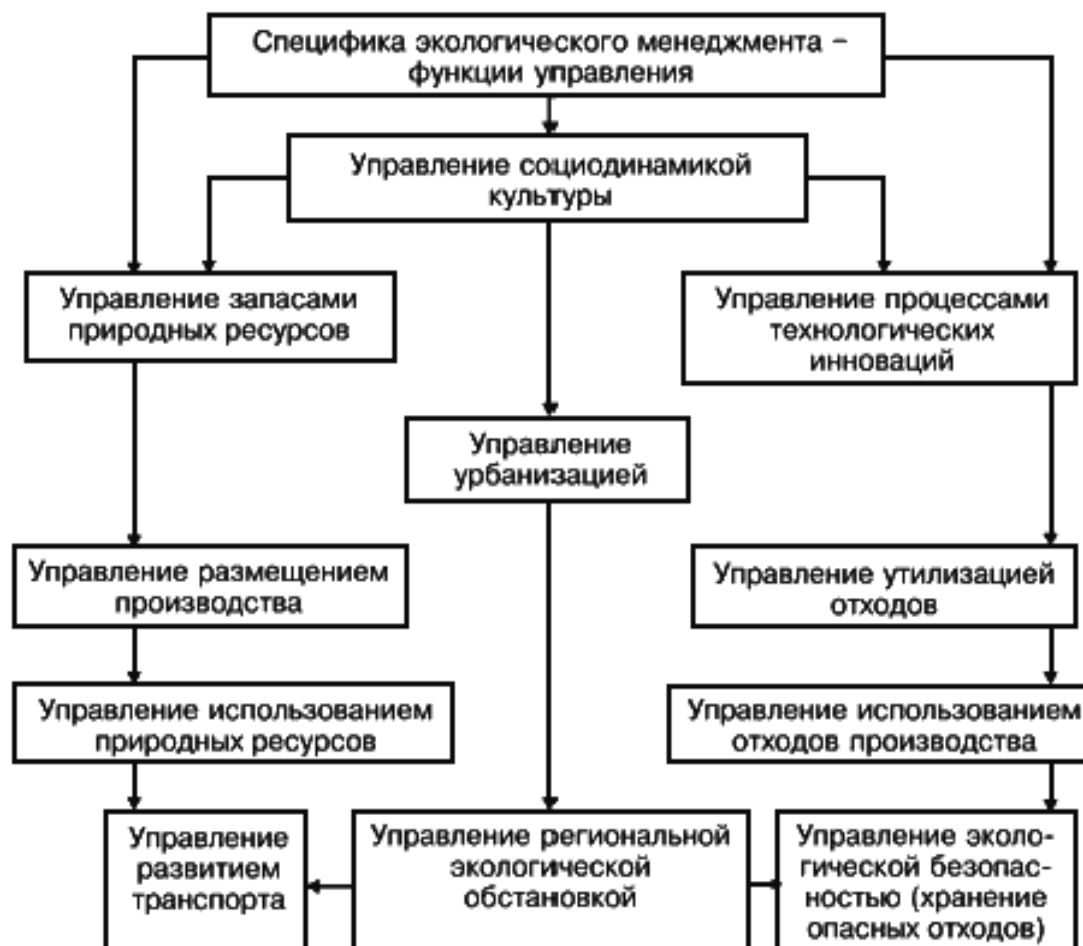 Специфика экологического менеджмента –
функции управления
Управление социодинамикой
культуры
Управление запасами
природных ресурсов
Управление процессами
технологических
инноваций
Управление
урбанизацией
Управление размещением
производства
Управление утилизацией
отходов
Управление использованием
природных ресурсов
Управление использованием
отходов производства
Управление
развитием
транспорта
Управление региональной
экологической
обстановкой
Управление эколо-
гической безопас-
ностью (хранение
опасных отходов)